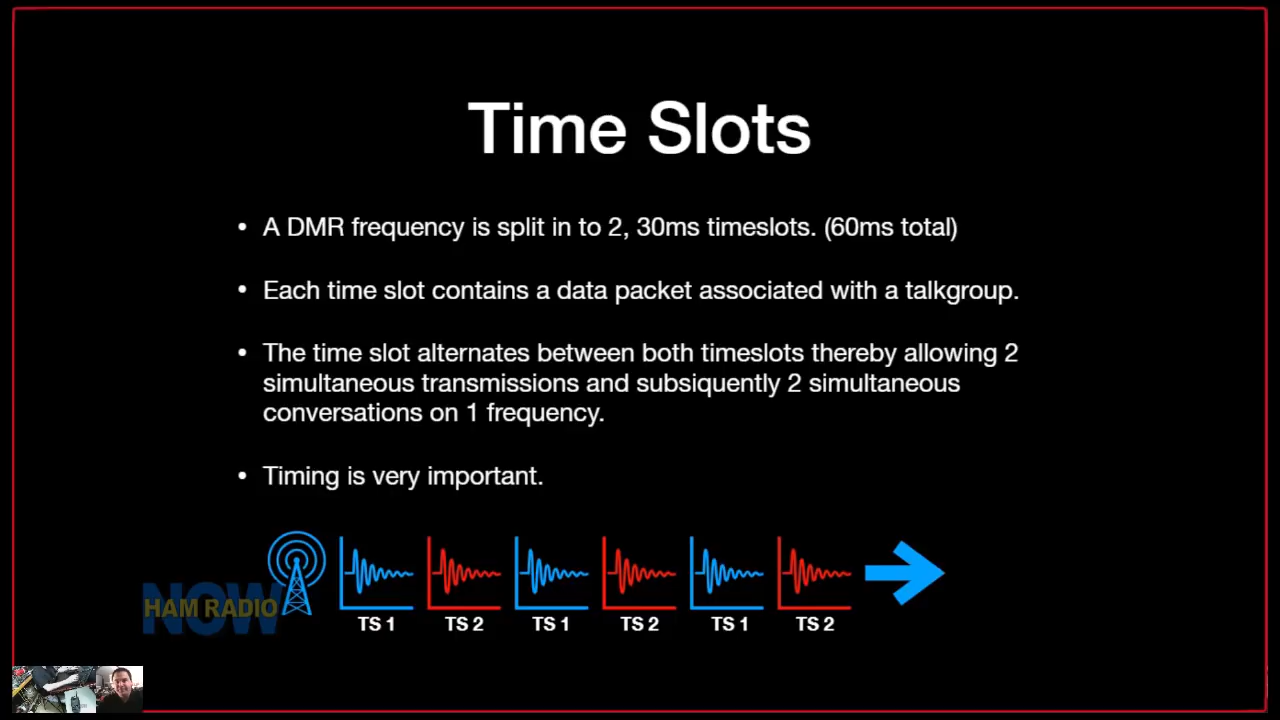 Time Slots
• A DMR frequency is split in to 2, 30ms timeslots. (60ms total)
• Each time slot contains a data packet associated with a talkgroup.
• The time slot alternates between both timeslots thereby allowing 2
simultaneous transmissions and subsiquently 2 simultaneous
conversations on 1 frequency.
• Timing is very important.
NOW
HAM RADIO
TS 1 TS 2 TS 1 TS 2 TS 1 TS 2